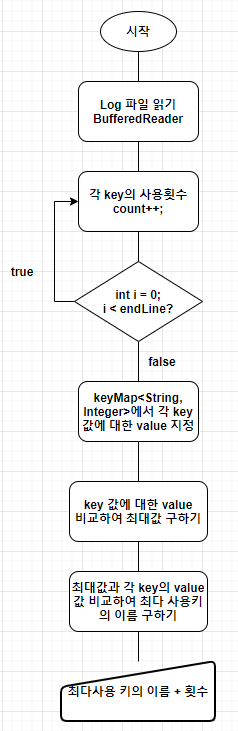 시작
Log 파일 읽기
BufferedReader
각 key의 사용횟수
count++;
true
int i = 0;
i < endLine?
false
keyMap<String,
Integer>에서 각 key
값에 대한 value 지정
key 값에 대한 value
비교하여 최대값 구하기
최대값과 각 key의 value
값 비교하여 최다 사용키
의 이름 구하기
최다사용 키의 이름 + 횟수